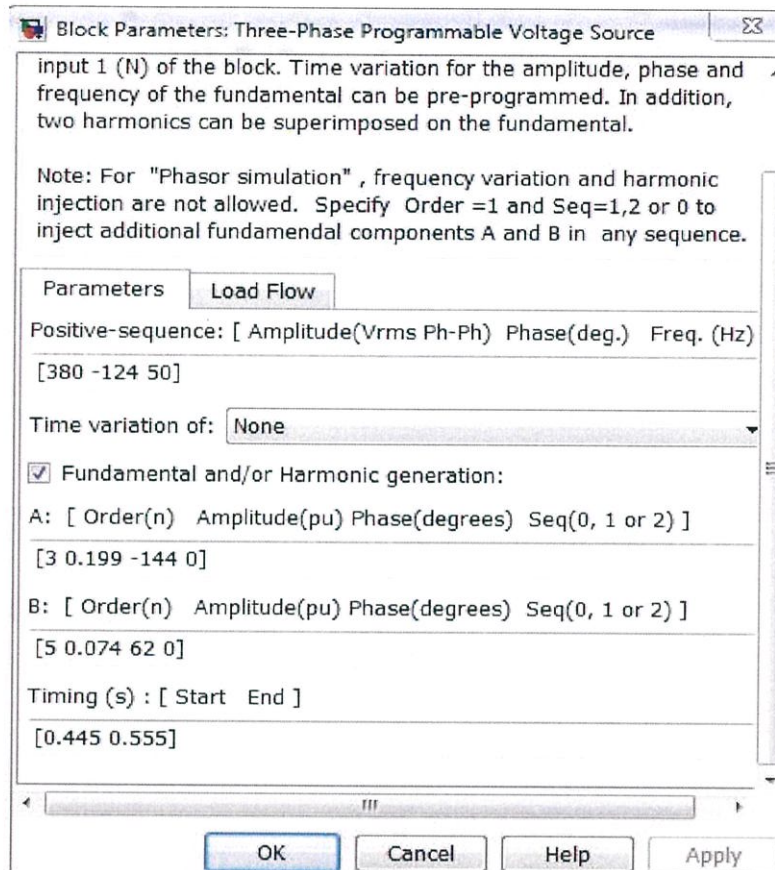 Block Parameters: Three-Phase Programmable Voltage Source
input 1 (N) of the block. Time variation for the amplitude, phase and
frequency of the fundamental can be pre-programmed. In addition,
two harmonics can be superimposed on the fundamental.
Note: For "Phasor simulation" , frequency variation and harmonic
injection are not allowed. Specify Order =1 and Seq=1,2 or 0 to
inject additional fundamendal components A and B in any sequence.
Parameters Load Flow
Positive-sequence: [ Amplitude(Vrms Ph-Ph) Phase(deg.) Freq. (Hz)
[380 -124 50]
Time variation of: None
Fundamental and/or Harmonic generation:
A: [ Order(n) Amplitude(pu) Phase(degrees) Seq(0, 1 or 2) ]
[3 0.199 -144 0]
B: [ Order(n) Amplitude(pu) Phase(degrees) Seq(0, 1 or 2) ]
[5 0.074 62 0]
Timing (s) : [ Start End ]
[0.445 0.555]
OK Cancel Help Apply